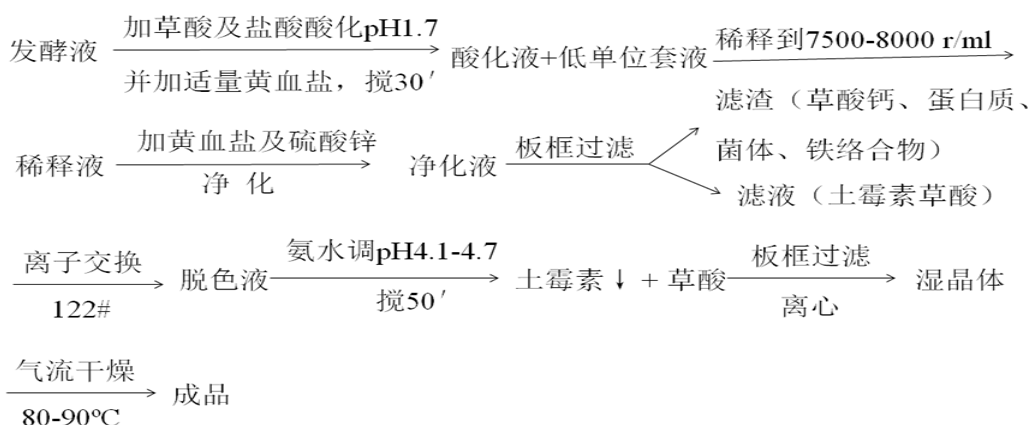 加草酸及盐酸酸化pH1.7
发酵液
并加适量黄血盐，搅30′
酸化液+低单位套液
稀释到7500-8000 r/ml
稀释液
加黄血盐及硫酸锌
净 化
净化液
板框过滤
滤渣（草酸钙、蛋白质、
菌体、铁络合物）
滤液（土霉素草酸）
离子交换
122#
脱色液
氨水调pH4.1-4.7
搅50′
土霉素↓ + 草酸
板框过滤
离心
湿晶体
气流干燥
80-90ºC
成品